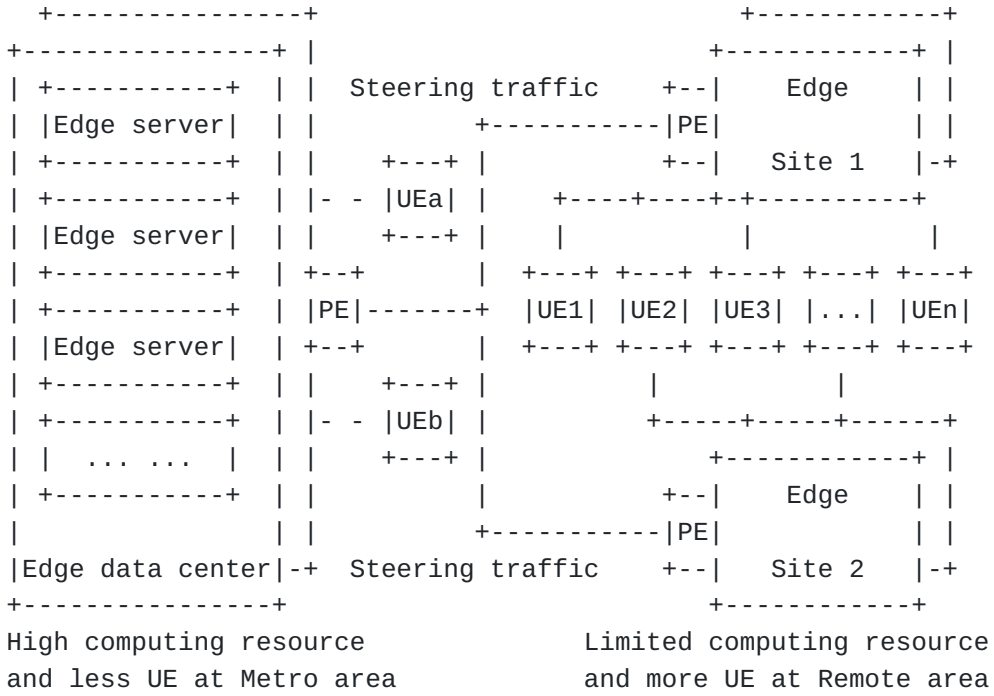 +----------------+                       +------------+
+----------------+ |                     +------------+ |
| +-----------+  | |  Steering traffic   +--|    Edge    | |
| |Edge server|  | |         +-----------|PE|            | |
| +-----------+  | |    +---+ |          +--|   Site 1   |-+
| +-----------+  | |- - |UEa| |    +----+----+-+----------+
| |Edge server|  | |    +---+ |    |         |         |
| +-----------+  | +--+      |  +---+ +---+ +---+ +---+ +---+
| +-----------+  | |PE|-------+  |UE1| |UE2| |UE3| |...| |UEn|
| |Edge server|  | +--+      |  +---+ +---+ +---+ +---+ +---+
| +-----------+  | |    +---+ |         |         |
| +-----------+  | |- - |UEb| |         +-----+-----+------+
| |  ... ...  |  | |    +---+ |            +------------+ |
| +-----------+  | |          |         +--|    Edge    | |
|                | |          +-----------|PE|            | |
|Edge data center|-+  Steering traffic    +--|   Site 2   |-+
+----------------+                       +------------+
High computing resource              Limited computing resource
and less UE at Metro area            and more UE at Remote area